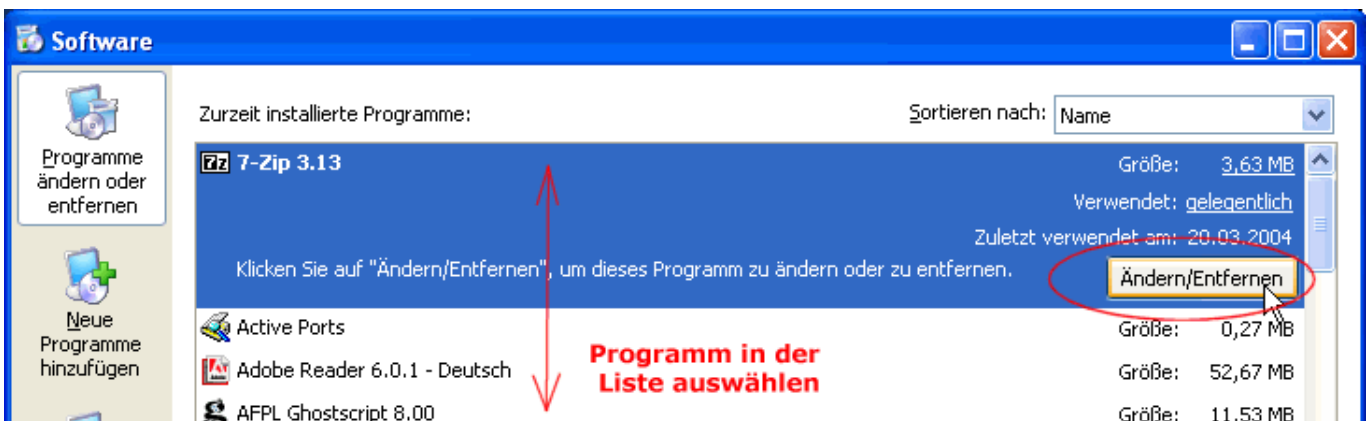 Software
Programme
ändern oder
entfernen
Neue
Programme
hinzufügen
Zurzeit installierte Programme:
Sortieren nach: Name
7z 7-Zip 3.13 Größe: 3,63 MB
Verwendet: gelegentlich
Zuletzt verwendet am: 20.03.2004
Klicken Sie auf "Ändern/Entfernen", um dieses Programm zu ändern oder zu entfernen.
Ändern/Entfernen
Active Ports Größe: 0,27 MB
Adobe Reader 6.0.1 - Deutsch Größe: 52,67 MB
AFPL Ghostscript 8.00 Größe: 11,53 MB
Programm in der
Liste auswählen